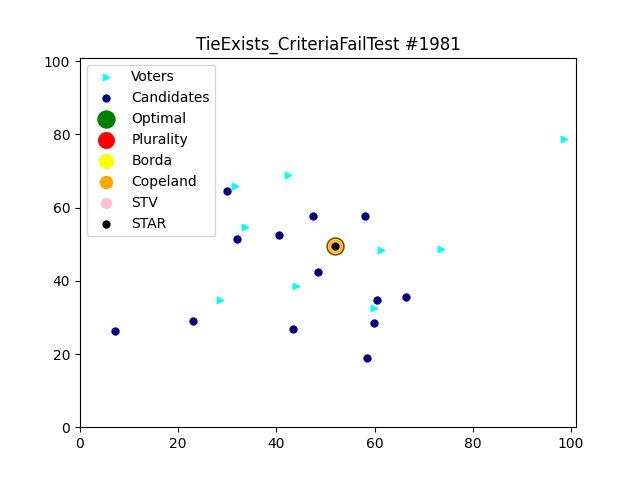 TieExists_CriteriaFailTest #1981
100
80
60
40
20
0
Voters
Candidates
Optimal
Plurality
Borda
Copeland
STV
STAR
0 20 40 60 80 100